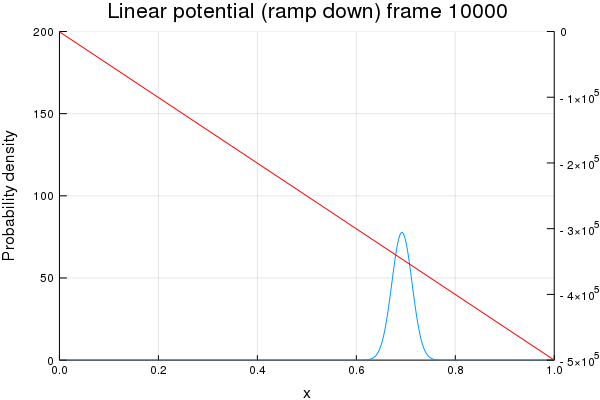 Linear potential (ramp down) frame 10000
200
150
100
50
0
Probability density
0
- 1×10⁵
- 2×10⁵
- 3×10⁵
- 4×10⁵
- 5×10⁵
0.0 0.2 0.4 0.6 0.8 1.0
x